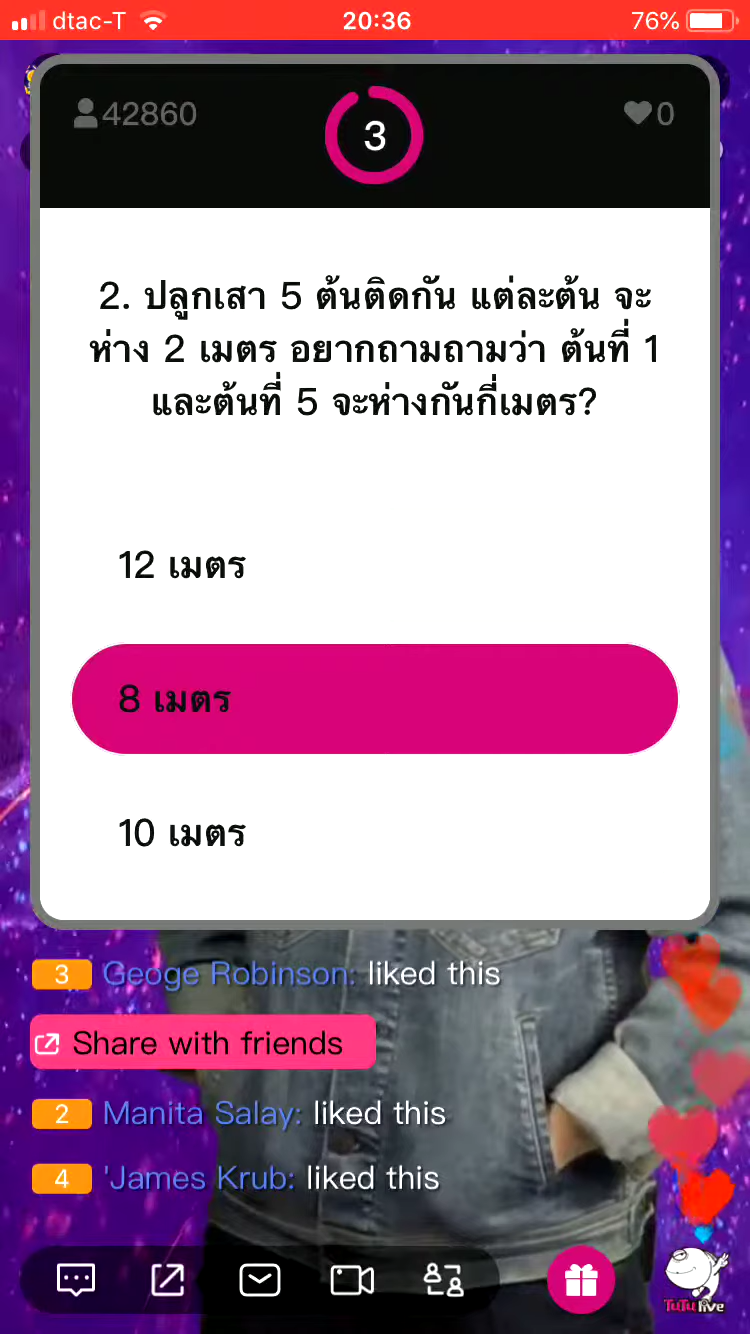 dtac-T 20:36 76%
42860 3 0
2. ปลูกเสา 5 ต้นติดกัน แต่ละต้น จะ
ห่าง 2 เมตร อยากถามถามว่า ต้นที่ 1
และต้นที่ 5 จะห่างกันกี่เมตร?
12 เมตร
8 เมตร
10 เมตร
3 Geoge Robinson: liked this
Share with friends
2 Manita Salay: liked this
4 'James Krub: liked this
TuTu live